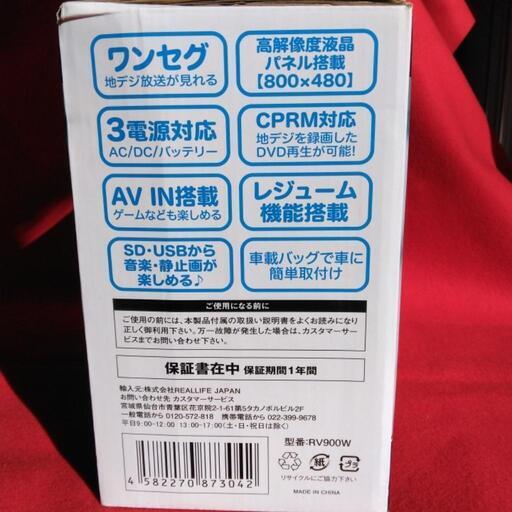 ワンセグ
地デジ放送が見れる
高解像度液晶
パネル搭載
【800×480】
3電源対応
AC/DC/バッテリー
CPRM対応
地デジを録画した
DVD再生が可能!
AV IN搭載
ゲームなども楽しめる
レジューム
機能搭載
SD・USBから
音楽・静止画が
楽しめる♪
車載バッグで車に
簡単取付け
ご使用になる前に
ご使用の前には、本製品付属の取扱い説明書をよくお読みになり
正しく御利用下さい。万一故障が発生した場合は、カスタマーサー
ビスまでお問い合わせ下さい。
保証書在中 保証期間1年間
輸入元:株式会社REALLIFE JAPAN
お問い合わせ先 カスタマーサービス
宮城県仙台市青葉区花京院2-1-61第5タカノボルビル2F
一般電話から 0120-572-818 携帯電話から 022-399-9678
平日9:00-12:00 13:00-17:00(土・日・祝日は除く)
型番:RV900W
4 582270 873042
紙
プラ
リサイクルにご協力下さい
MADE IN CHINA